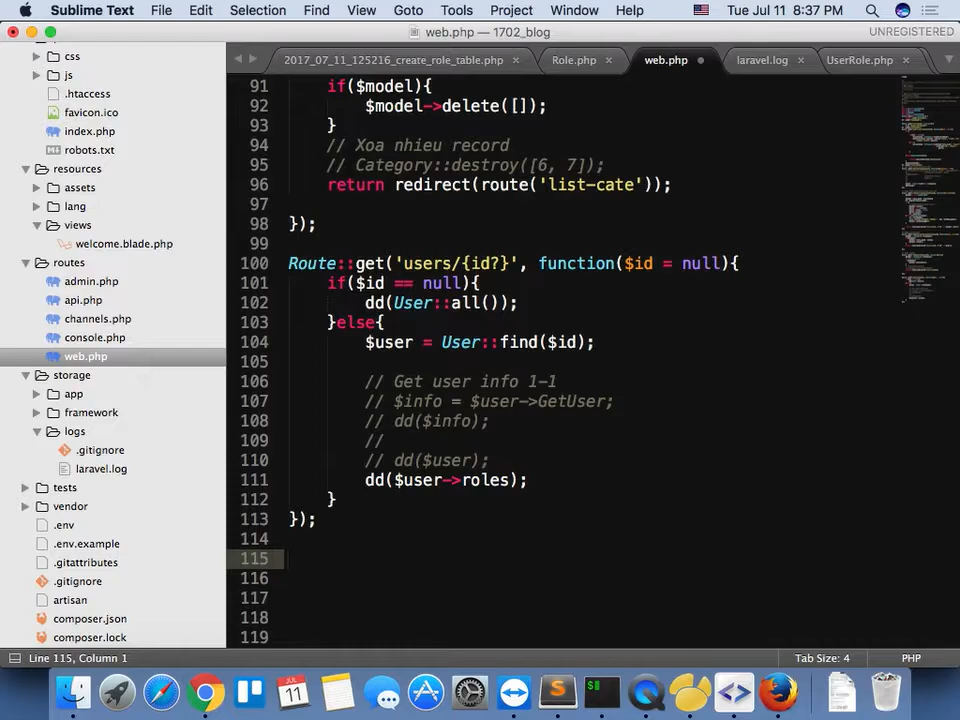 Sublime Text File Edit Selection Find View Goto Tools Project Window Help Tue Jul 11 8:37 PM
web.php — 1702_blog UNREGISTERED
2017_07_11_125216_create_role_table.php × Role.php × web.php laravel.log × UserRole.php ×
css
js
.htaccess
favicon.ico
index.php
robots.txt
resources
assets
lang
views
welcome.blade.php
routes
admin.php
api.php
channels.php
console.php
web.php
storage
app
framework
logs
.gitignore
laravel.log
tests
vendor
.env
.env.example
.gitattributes
.gitignore
artisan
composer.json
composer.lock
91 if($model){
92 $model->delete([]);
93 }
94 // Xoa nhieu record
95 // Category::destroy([6, 7]);
96 return redirect(route('list-cate'));
97
98 });
99
100 Route::get('users/{id?}', function($id = null){
101 if($id == null){
102 dd(User::all());
103 }else{
104 $user = User::find($id);
105
106 // Get user info 1-1
107 // $info = $user->GetUser;
108 // dd($info);
109 //
110 // dd($user);
111 dd($user->roles);
112 }
113 });
114
115
116
117
118
119
Line 115, Column 1 Tab Size: 4 PHP
JUL
11